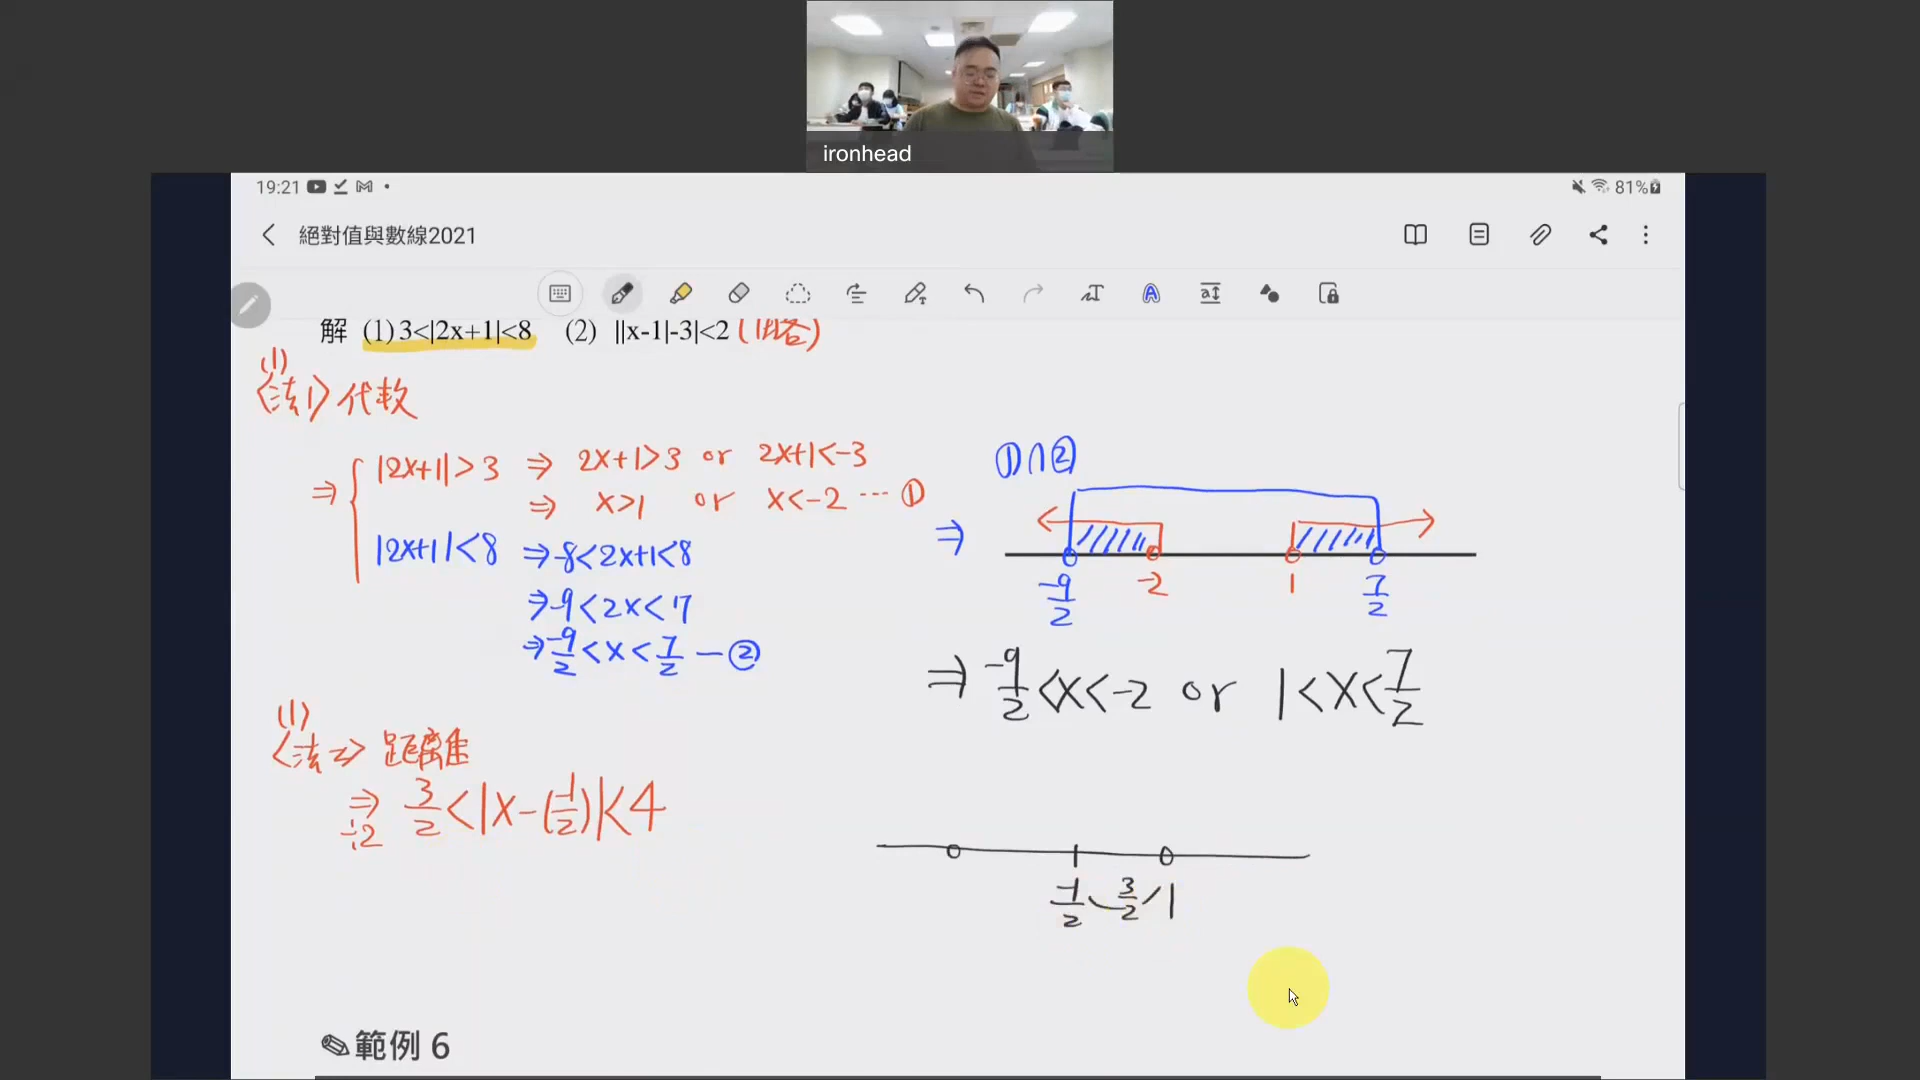 ironhead
19:21
81%
絕對值與數線2021
解 (1) 3<|2x+1|<8 (2) ||x-1|-3|<2
(1)
<法1> 代數
⇒ { |2x+1|>3 ⇒ 2x+1>3 or 2x+1<-3
⇒ x>1 or x<-2 ⋯ ①
|2x+1|<8 ⇒ -8<2x+1<8
⇒ -9<2x<7
⇒ -9/2<x<7/2 — ②
①∩②
⇒
-9/2 -2 1 7/2
⇒ -9/2<x<-2 or 1<x<7/2
(1)
<法2> 距離
⇒ 3/2<|x-(-1/2)|<4
÷2
-1/2 3/2 1
範例 6